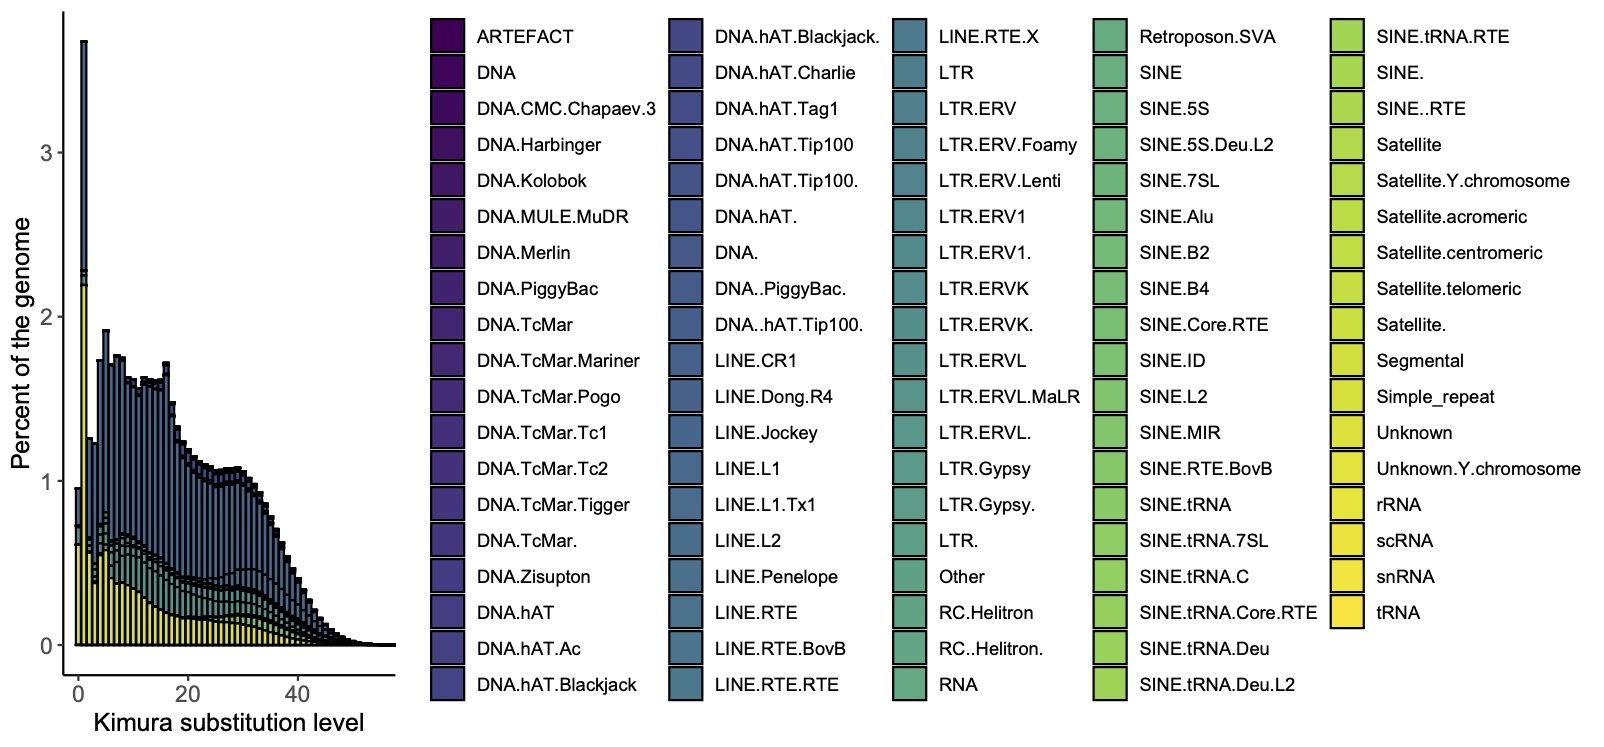 Percent of the genome
3
2
1
0
0 20 40
Kimura substitution level
ARTEFACT
DNA
DNA.CMC.Chapaev.3
DNA.Harbinger
DNA.Kolobok
DNA.MULE.MuDR
DNA.Merlin
DNA.PiggyBac
DNA.TcMar
DNA.TcMar.Mariner
DNA.TcMar.Pogo
DNA.TcMar.Tc1
DNA.TcMar.Tc2
DNA.TcMar.Tigger
DNA.TcMar.
DNA.Zisupton
DNA.hAT
DNA.hAT.Ac
DNA.hAT.Blackjack
DNA.hAT.Blackjack.
DNA.hAT.Charlie
DNA.hAT.Tag1
DNA.hAT.Tip100
DNA.hAT.Tip100.
DNA.hAT.
DNA.
DNA..PiggyBac.
DNA..hAT.Tip100.
LINE.CR1
LINE.Dong.R4
LINE.Jockey
LINE.L1
LINE.L1.Tx1
LINE.L2
LINE.Penelope
LINE.RTE
LINE.RTE.BovB
LINE.RTE.RTE
LINE.RTE.X
LTR
LTR.ERV
LTR.ERV.Foamy
LTR.ERV.Lenti
LTR.ERV1
LTR.ERV1.
LTR.ERVK
LTR.ERVK.
LTR.ERVL
LTR.ERVL.MaLR
LTR.ERVL.
LTR.Gypsy
LTR.Gypsy.
LTR.
Other
RC.Helitron
RC..Helitron.
RNA
Retroposon.SVA
SINE
SINE.5S
SINE.5S.Deu.L2
SINE.7SL
SINE.Alu
SINE.B2
SINE.B4
SINE.Core.RTE
SINE.ID
SINE.L2
SINE.MIR
SINE.RTE.BovB
SINE.tRNA
SINE.tRNA.7SL
SINE.tRNA.C
SINE.tRNA.Core.RTE
SINE.tRNA.Deu
SINE.tRNA.Deu.L2
SINE.tRNA.RTE
SINE.
SINE..RTE
Satellite
Satellite.Y.chromosome
Satellite.acromeric
Satellite.centromeric
Satellite.telomeric
Satellite.
Segmental
Simple_repeat
Unknown
Unknown.Y.chromosome
rRNA
scRNA
snRNA
tRNA